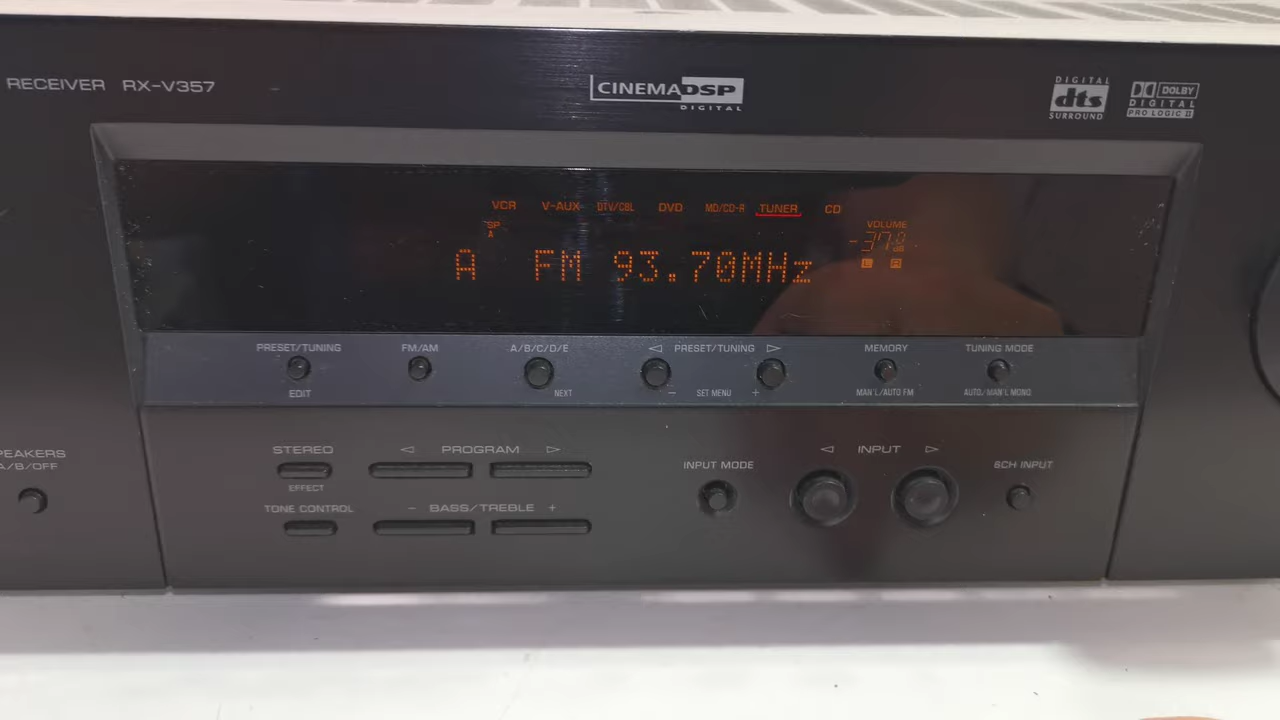 RECEIVER RX-V357
CINEMA DSP
DIGITAL
DIGITAL
dts
SURROUND
DOLBY
DIGITAL
PRO LOGIC II
VCR V-AUX DTV/CBL DVD MD/CD-R TUNER CD
SP
A
VOLUME
-37
L R
A FM 93.70MHz
PRESET/TUNING FM/AM A/B/C/D/E ◁ PRESET/TUNING ▷ MEMORY TUNING MODE
EDIT NEXT − SET MENU + MAN'L/AUTO FM AUTO/MAN'L MONO
STEREO ◁ PROGRAM ▷
EFFECT
TONE CONTROL − BASS/TREBLE +
INPUT MODE ◁ INPUT ▷ 6CH INPUT
PEAKERS
A/B/OFF